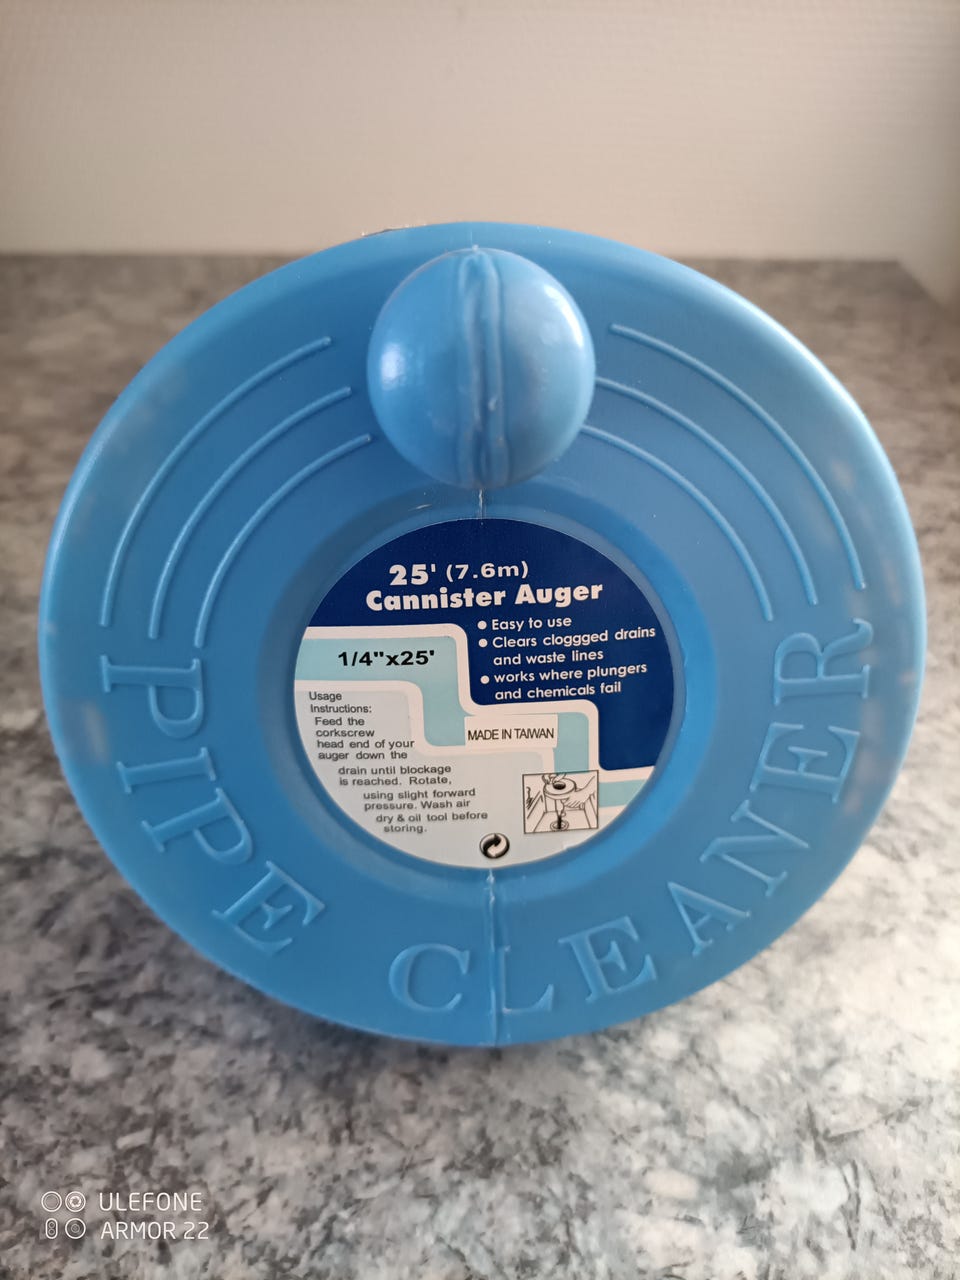 25' (7.6m)
Cannister Auger
● Easy to use
● Clears cloggged drains
and waste lines
● works where plungers
and chemicals fail
1/4"x25'
Usage
Instructions:
Feed the
corkscrew
head end of your
auger down the
drain until blockage
is reached. Rotate,
using slight forward
pressure. Wash air
dry & oil tool before
storing.
MADE IN TAIWAN
PIPE CLEANER
ULEFONE
ARMOR 22